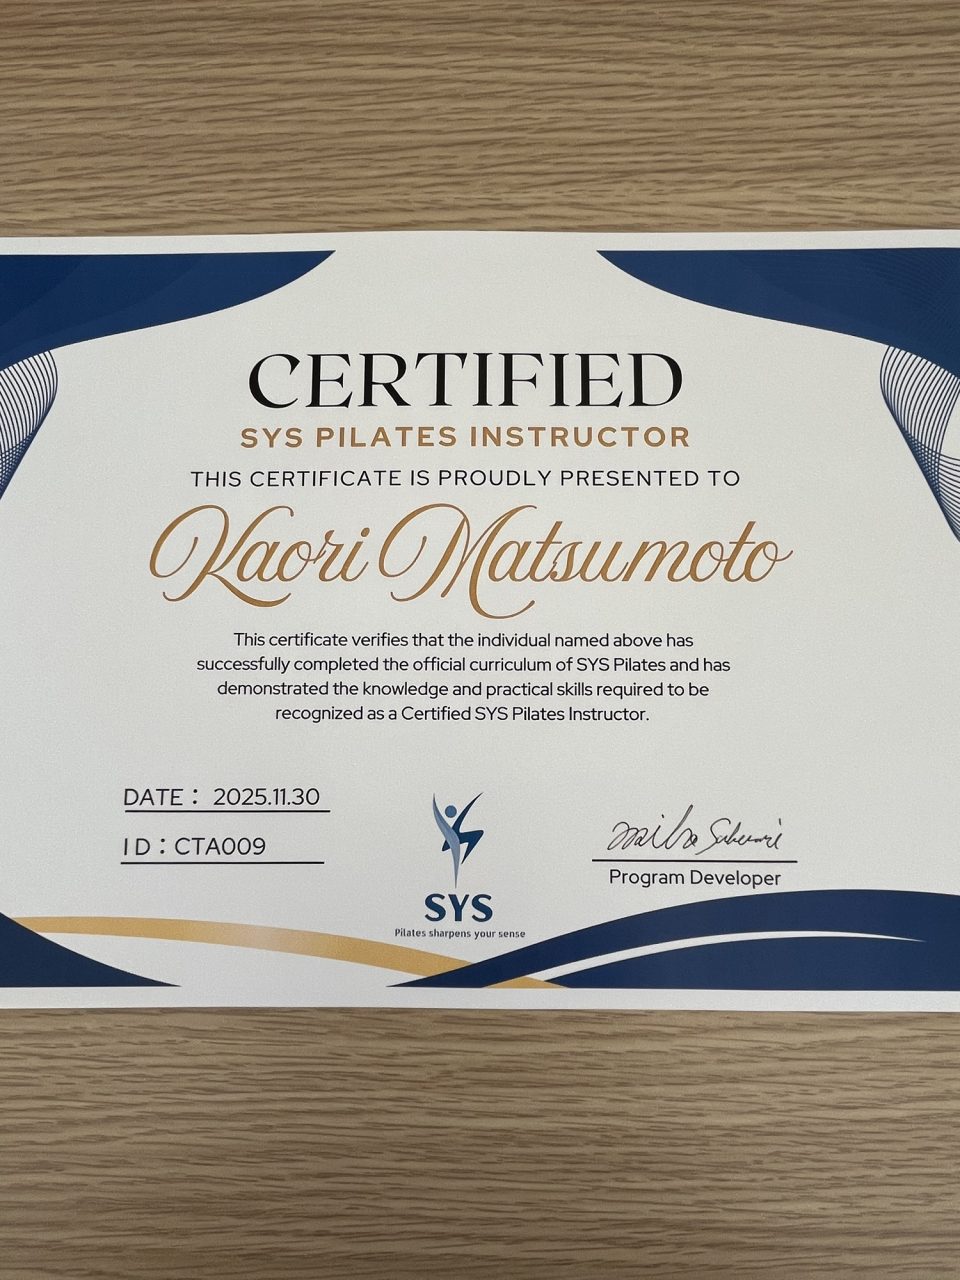 CERTIFIED
SYS PILATES INSTRUCTOR
THIS CERTIFICATE IS PROUDLY PRESENTED TO
Kaori Matsumoto
This certificate verifies that the individual named above has
successfully completed the official curriculum of SYS Pilates and has
demonstrated the knowledge and practical skills required to be
recognized as a Certified SYS Pilates Instructor.
DATE： 2025.11.30
ID：CTA009
Program Developer
SYS
Pilates sharpens your sense